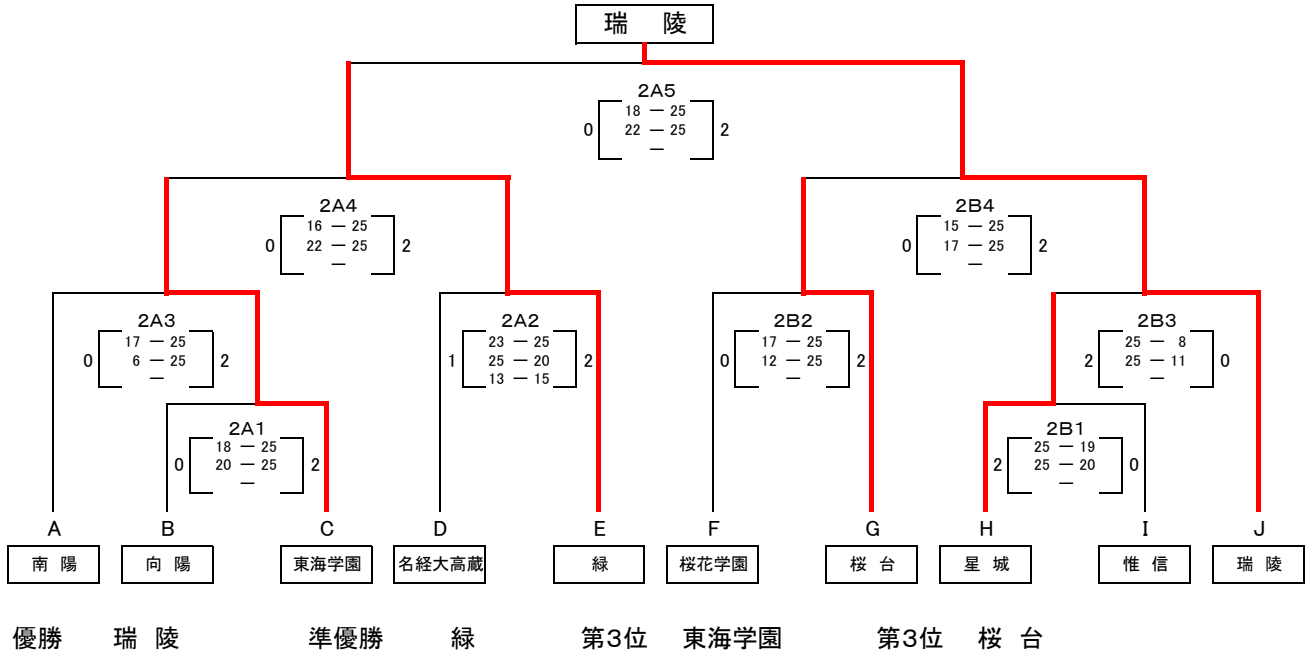 瑞 陵
2A5
18 － 25
0 22 － 25 2
－
2A4 2B4
16 － 25 15 － 25
0 22 － 25 2 0 17 － 25 2
－ －
2A3 2A2 2B2 2B3
17 － 25 23 － 25 17 － 25 25 － 8
0 6 － 25 2 1 25 － 20 2 0 12 － 25 2 2 25 － 11 0
－ 13 － 15 － －
2A1 2B1
18 － 25 25 － 19
0 20 － 25 2 2 25 － 20 0
－ －
A B C D E F G H I J
南 陽 向 陽 東海学園 名経大高蔵 緑 桜花学園 桜 台 星 城 惟 信 瑞 陵
優勝 瑞 陵 準優勝 緑 第3位 東海学園 第3位 桜 台